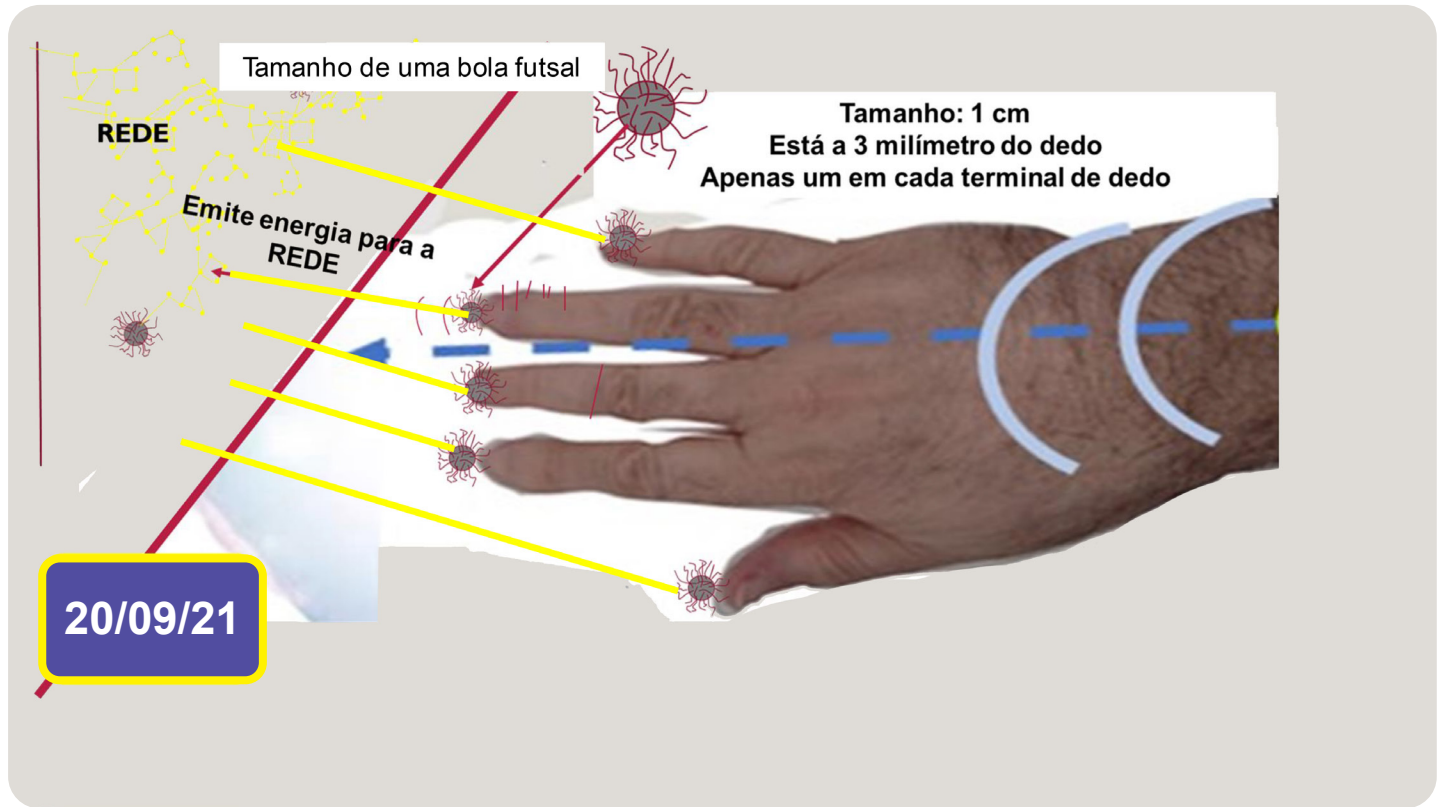 Tamanho de uma bola futsal
REDE
Tamanho: 1 cm
Está a 3 milímetro do dedo
Apenas um em cada terminal de dedo
Emite energia para a
REDE
20/09/21